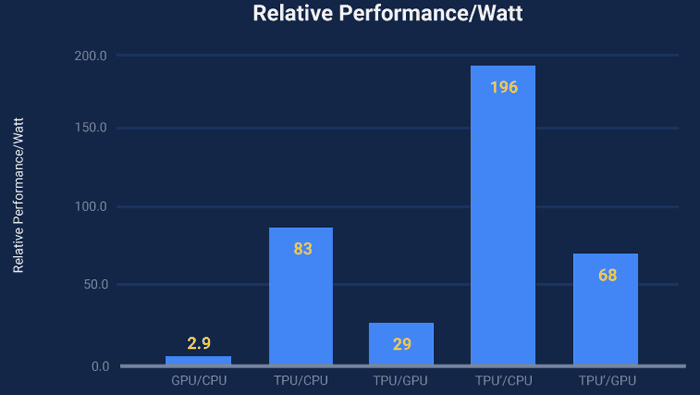 Relative Performance/Watt
Relative Performance/Watt
200.0
150.0
100.0
50.0
0.0
2.9
83
29
196
68
GPU/CPU
TPU/CPU
TPU/GPU
TPU'/CPU
TPU'/GPU